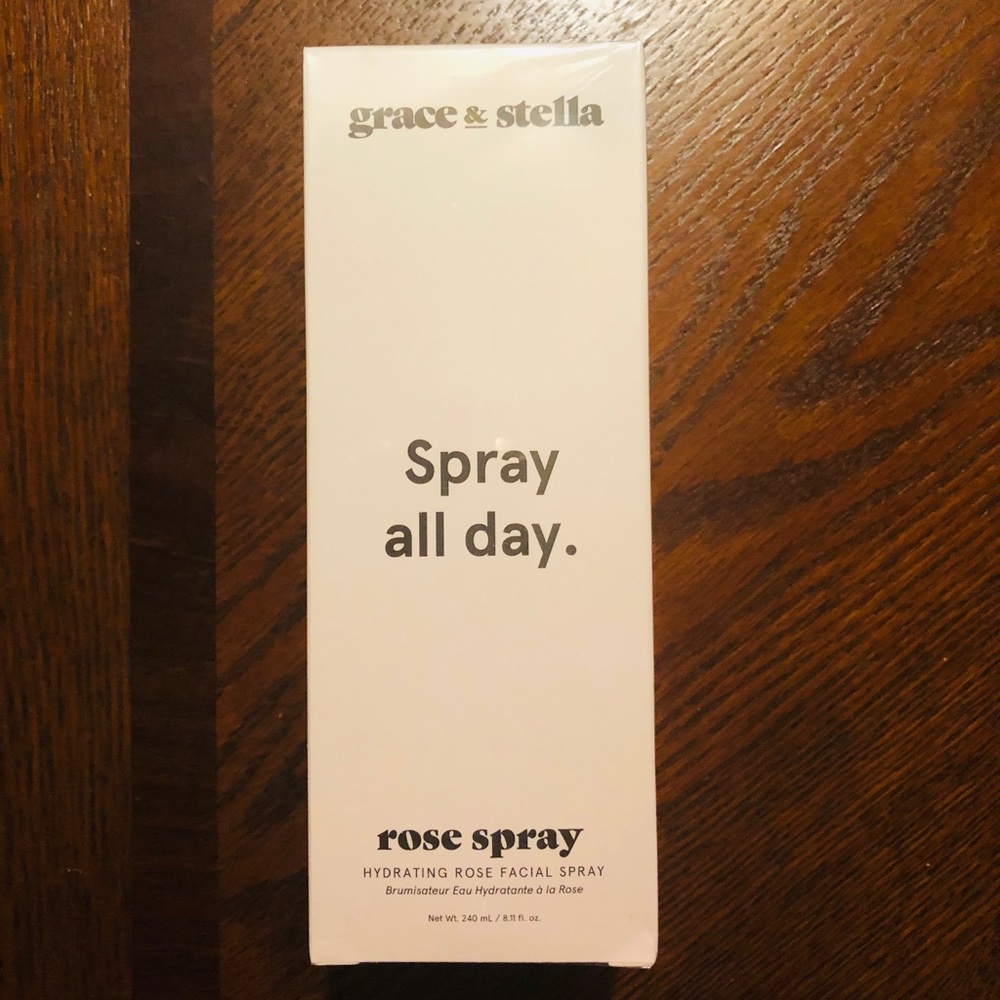 grace & stella
Spray
all day.
rose spray
HYDRATING ROSE FACIAL SPRAY
Brumisateur Eau Hydratante à la Rose
Net Wt. 240 mL / 8.11 fl. oz.